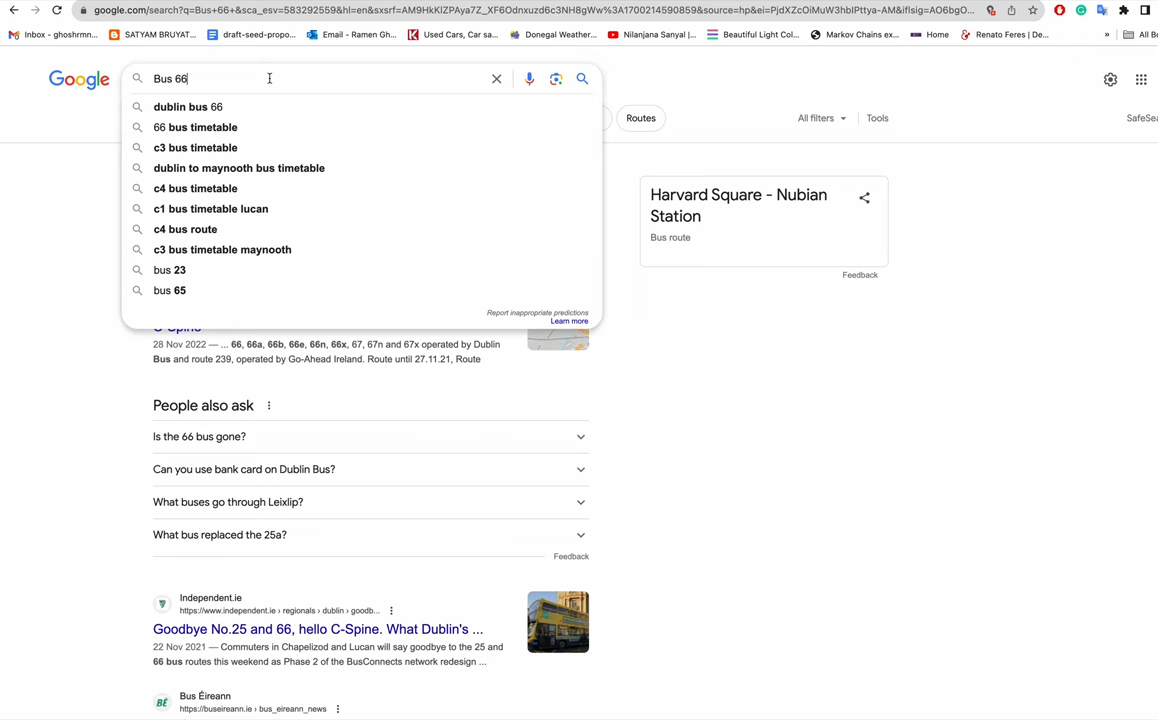 google.com/search?q=Bus+66+&sca_esv=583292559&hl=en&sxsrf=AM9HkKlZPAya7Z_XF6Odnxuzd6c3NH8gWw%3A1700214590859&source=hp&ei=PjdXZcOiMuW3hbIPttya-AM&iflsig=AO6bgO...
Inbox - ghoshrmn...
SATYAM BRUYAT...
draft-seed-propo...
Email - Ramen Gh...
Used Cars, Car sa...
Donegal Weather...
Nilanjana Sanyal |...
Beautiful Light Col...
Markov Chains ex...
Home
Renato Feres | De...
»
All Bo
Google
Bus 66
dublin bus 66
66 bus timetable
c3 bus timetable
dublin to maynooth bus timetable
c4 bus timetable
c1 bus timetable lucan
c4 bus route
c3 bus timetable maynooth
bus 23
bus 65
Report inappropriate predictions
Learn more
Routes
All filters
Tools
SafeSea
Harvard Square - Nubian
Station
Bus route
Feedback
C-Spine
28 Nov 2022 — ... 66, 66a, 66b, 66e, 66n, 66x, 67, 67n and 67x operated by Dublin
Bus and route 239, operated by Go-Ahead Ireland. Route until 27.11.21, Route
People also ask
Is the 66 bus gone?
Can you use bank card on Dublin Bus?
What buses go through Leixlip?
What bus replaced the 25a?
Feedback
Independent.ie
https://www.independent.ie › regionals › dublin › goodb...
Goodbye No.25 and 66, hello C-Spine. What Dublin's ...
22 Nov 2021 — Commuters in Chapelizod and Lucan will say goodbye to the 25 and
66 bus routes this weekend as Phase 2 of the BusConnects network redesign ...
BÉ
Bus Éireann
https://buseireann.ie › bus_eireann_news